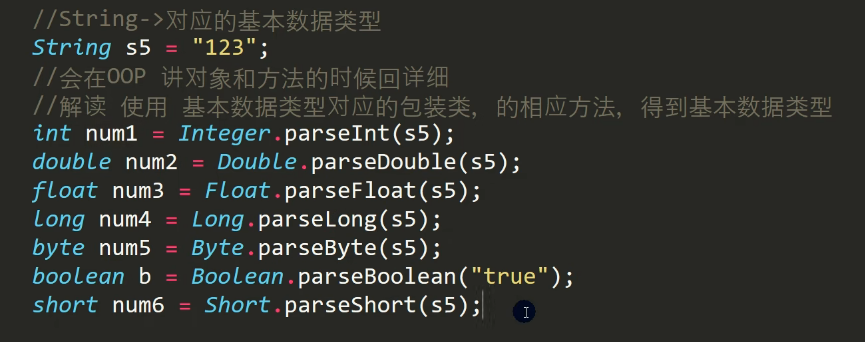 //String->对应的基本数据类型
String s5 = "123";
//会在OOP 讲对象和方法的时候回详细
//解读 使用 基本数据类型对应的包装类，的相应方法，得到基本数据类型
int num1 = Integer.parseInt(s5);
double num2 = Double.parseDouble(s5);
float num3 = Float.parseFloat(s5);
long num4 = Long.parseLong(s5);
byte num5 = Byte.parseByte(s5);
boolean b = Boolean.parseBoolean("true");
short num6 = Short.parseShort(s5);